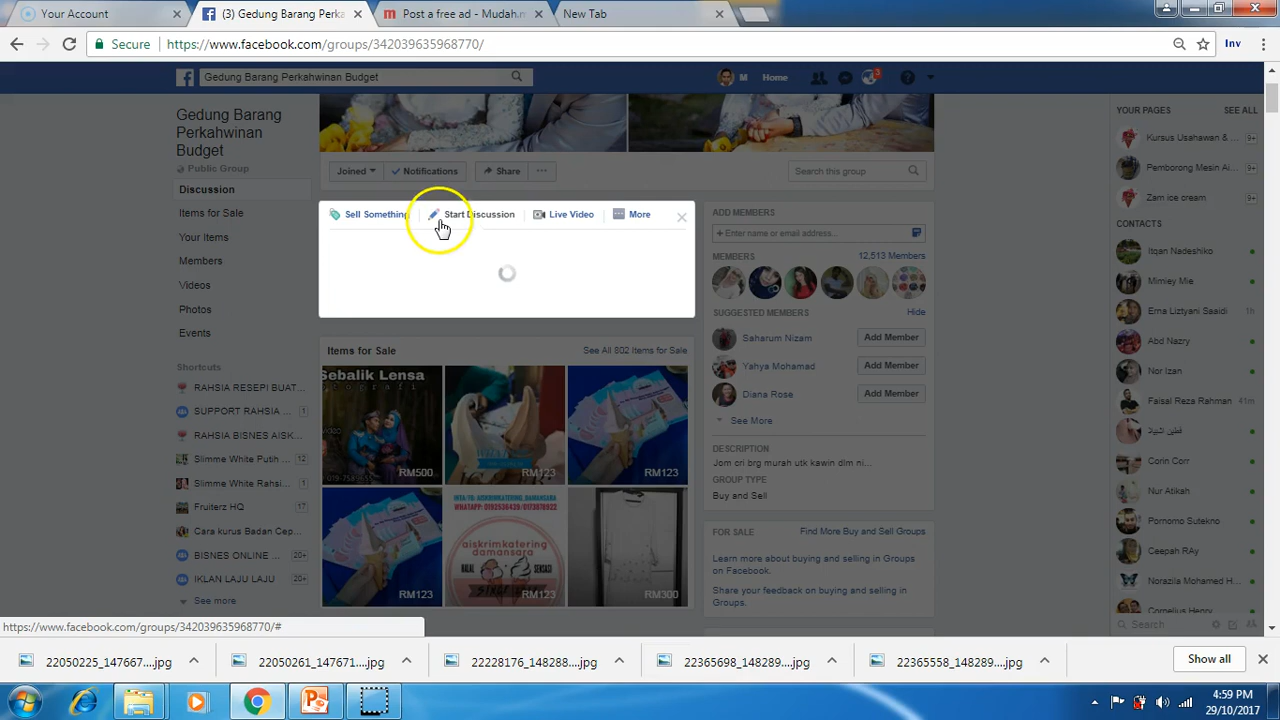 Your Account
(3) Gedung Barang Perka
Post a free ad - Mudah.m
New Tab
Secure
https://www.facebook.com/groups/342039635968770/
Inv
Gedung Barang Perkahwinan Budget
M
Home
3
Gedung Barang
Perkahwinan
Budget
Public Group
Discussion
Items for Sale
Your Items
Members
Videos
Photos
Events
Shortcuts
RAHSIA RESEPI BUAT...
SUPPORT RAHSIA ... 1
RAHSIA BISNES AISK...
Slimme White Putih ... 12
Slimme White Rahsi... 1
Fruiterz HQ 17
Cara kurus Badan Cep...
BISNES ONLINE ... 20+
IKLAN LAJU LAJU 20+
See more
Joined
Notifications
Share
...
Search this group
Sell Something
Start Discussion
Live Video
More
Items for Sale
See All 802 Items for Sale
Sebalik Lensa
RM500
RM123
RM123
RM123
aiskrimkatering
damansara
RM123
RM300
ADD MEMBERS
+ Enter name or email address...
MEMBERS
12,513 Members
SUGGESTED MEMBERS
Hide
Saharum Nizam
Add Member
Yahya Mohamad
Add Member
Diana Rose
Add Member
See More
DESCRIPTION
Jom cri brg murah utk kawin dlm ni...
GROUP TYPE
Buy and Sell
FOR SALE
Find More Buy and Sell Groups
Learn more about buying and selling in Groups
on Facebook.
Share your feedback on buying and selling in
Groups.
YOUR PAGES
SEE ALL
Kursus Usahawan & ... 9+
Pemborong Mesin Ai... 9+
Zam ice kream 9+
CONTACTS
Itqan Nadeshiko
Mimiey Mie
Erna Liztyani Saaidi 1h
Abd Nazry
Nor Izan
Faisal Reza Rahman 41m
Corin Corr
Nur Atikah
Pornomo Sutekno
Ceepah RAy
Norazila Mohamed H...
Cornelius Henry
Search
https://www.facebook.com/groups/342039635968770/#
22050225_147667....jpg
22050261_147671....jpg
22228176_148288....jpg
22365698_148289....jpg
22365558_148289....jpg
Show all
4:59 PM
29/10/2017